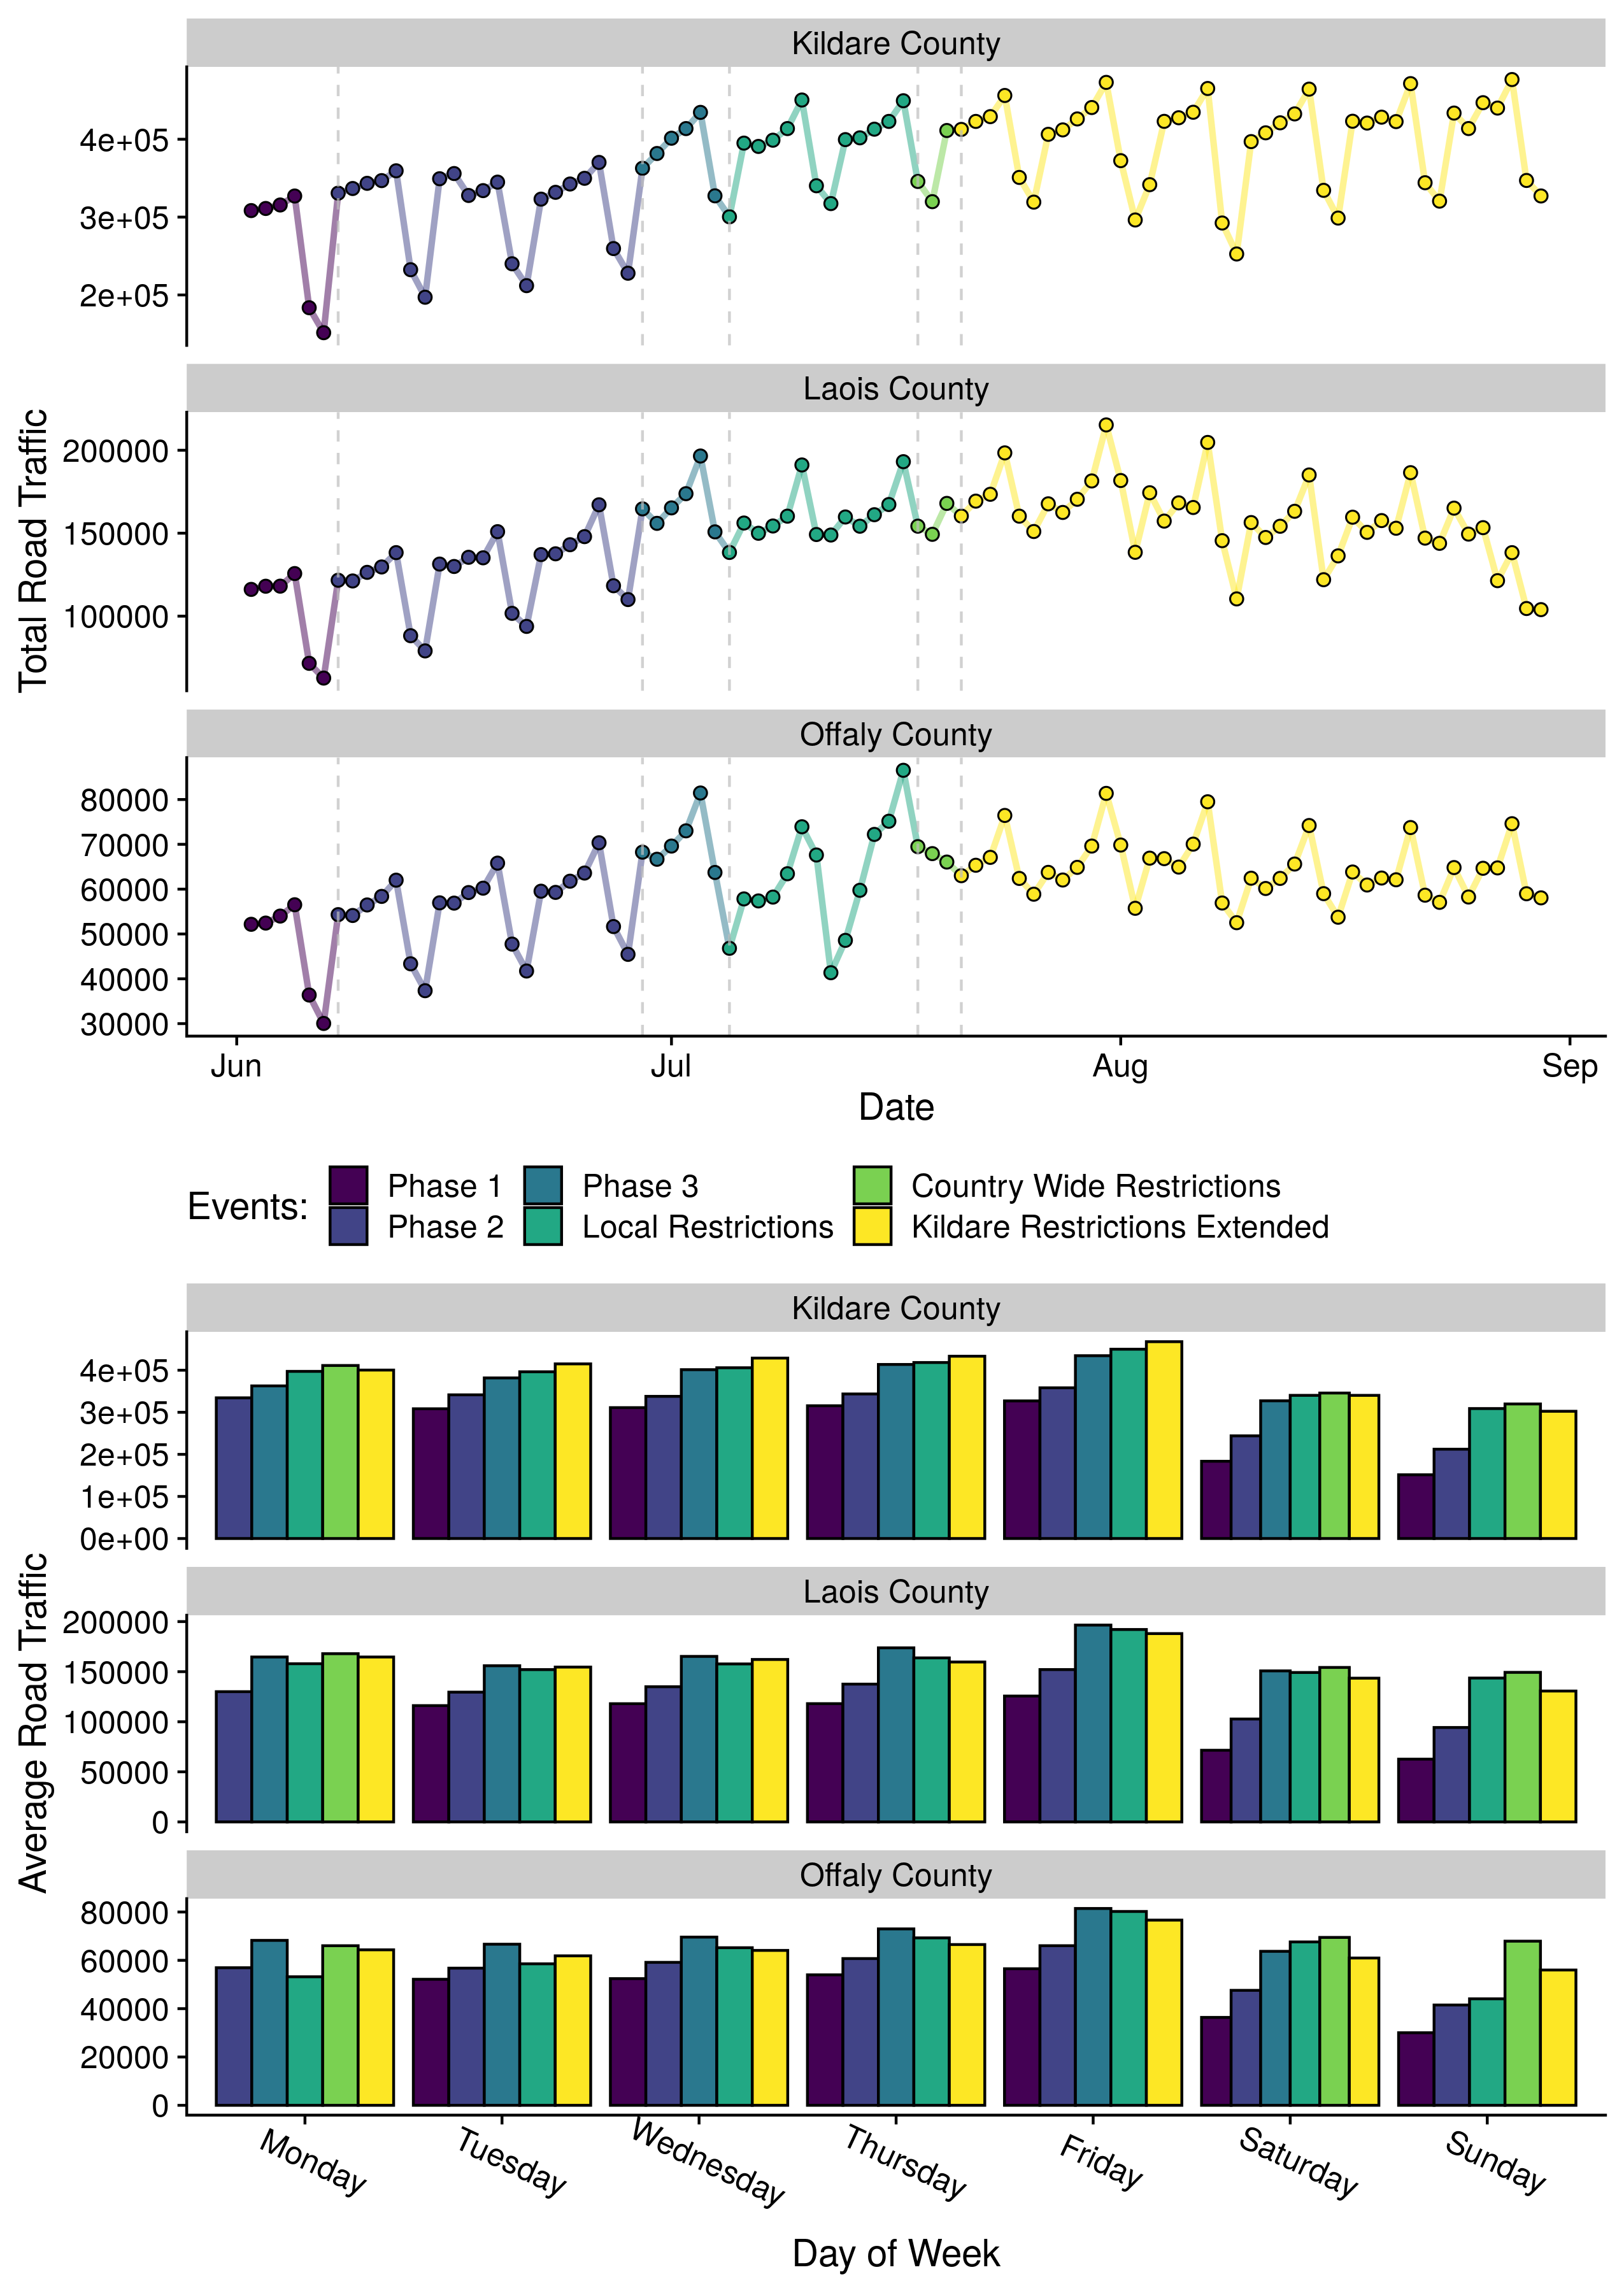 Kildare County
4e+05
3e+05
2e+05
Laois County
200000
150000
100000
Offaly County
80000
70000
60000
50000
40000
30000
Total Road Traffic
Jun Jul Aug Sep
Date
Events:
Phase 1 Phase 3 Country Wide Restrictions
Phase 2 Local Restrictions Kildare Restrictions Extended
Kildare County
4e+05
3e+05
2e+05
1e+05
0e+00
Laois County
200000
150000
100000
50000
0
Offaly County
80000
60000
40000
20000
0
Average Road Traffic
Monday Tuesday Wednesday Thursday Friday Saturday Sunday
Day of Week